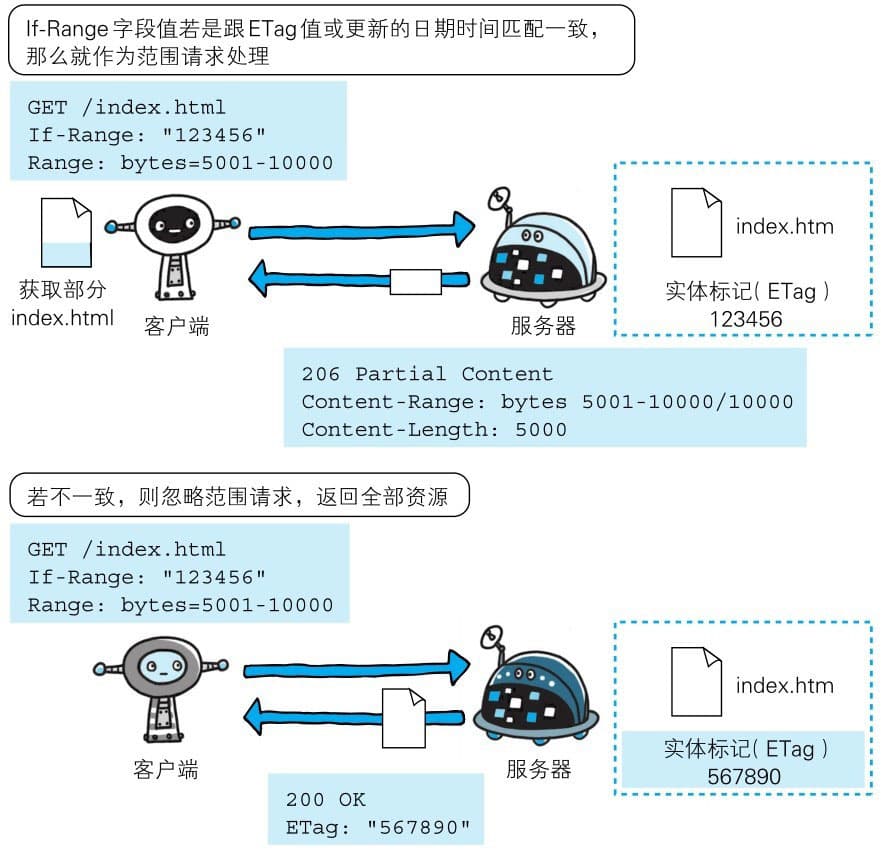 If-Range 字段值若是跟 ETag 值或更新的日期时间匹配一致，
那么就作为范围请求处理
GET /index.html
If-Range: "123456"
Range: bytes=5001-10000
获取部分
index.html
客户端
服务器
index.htm
实体标记( ETag )
123456
206 Partial Content
Content-Range: bytes 5001-10000/10000
Content-Length: 5000
若不一致，则忽略范围请求，返回全部资源
GET /index.html
If-Range: "123456"
Range: bytes=5001-10000
客户端
服务器
index.htm
实体标记( ETag )
567890
200 OK
ETag: "567890"